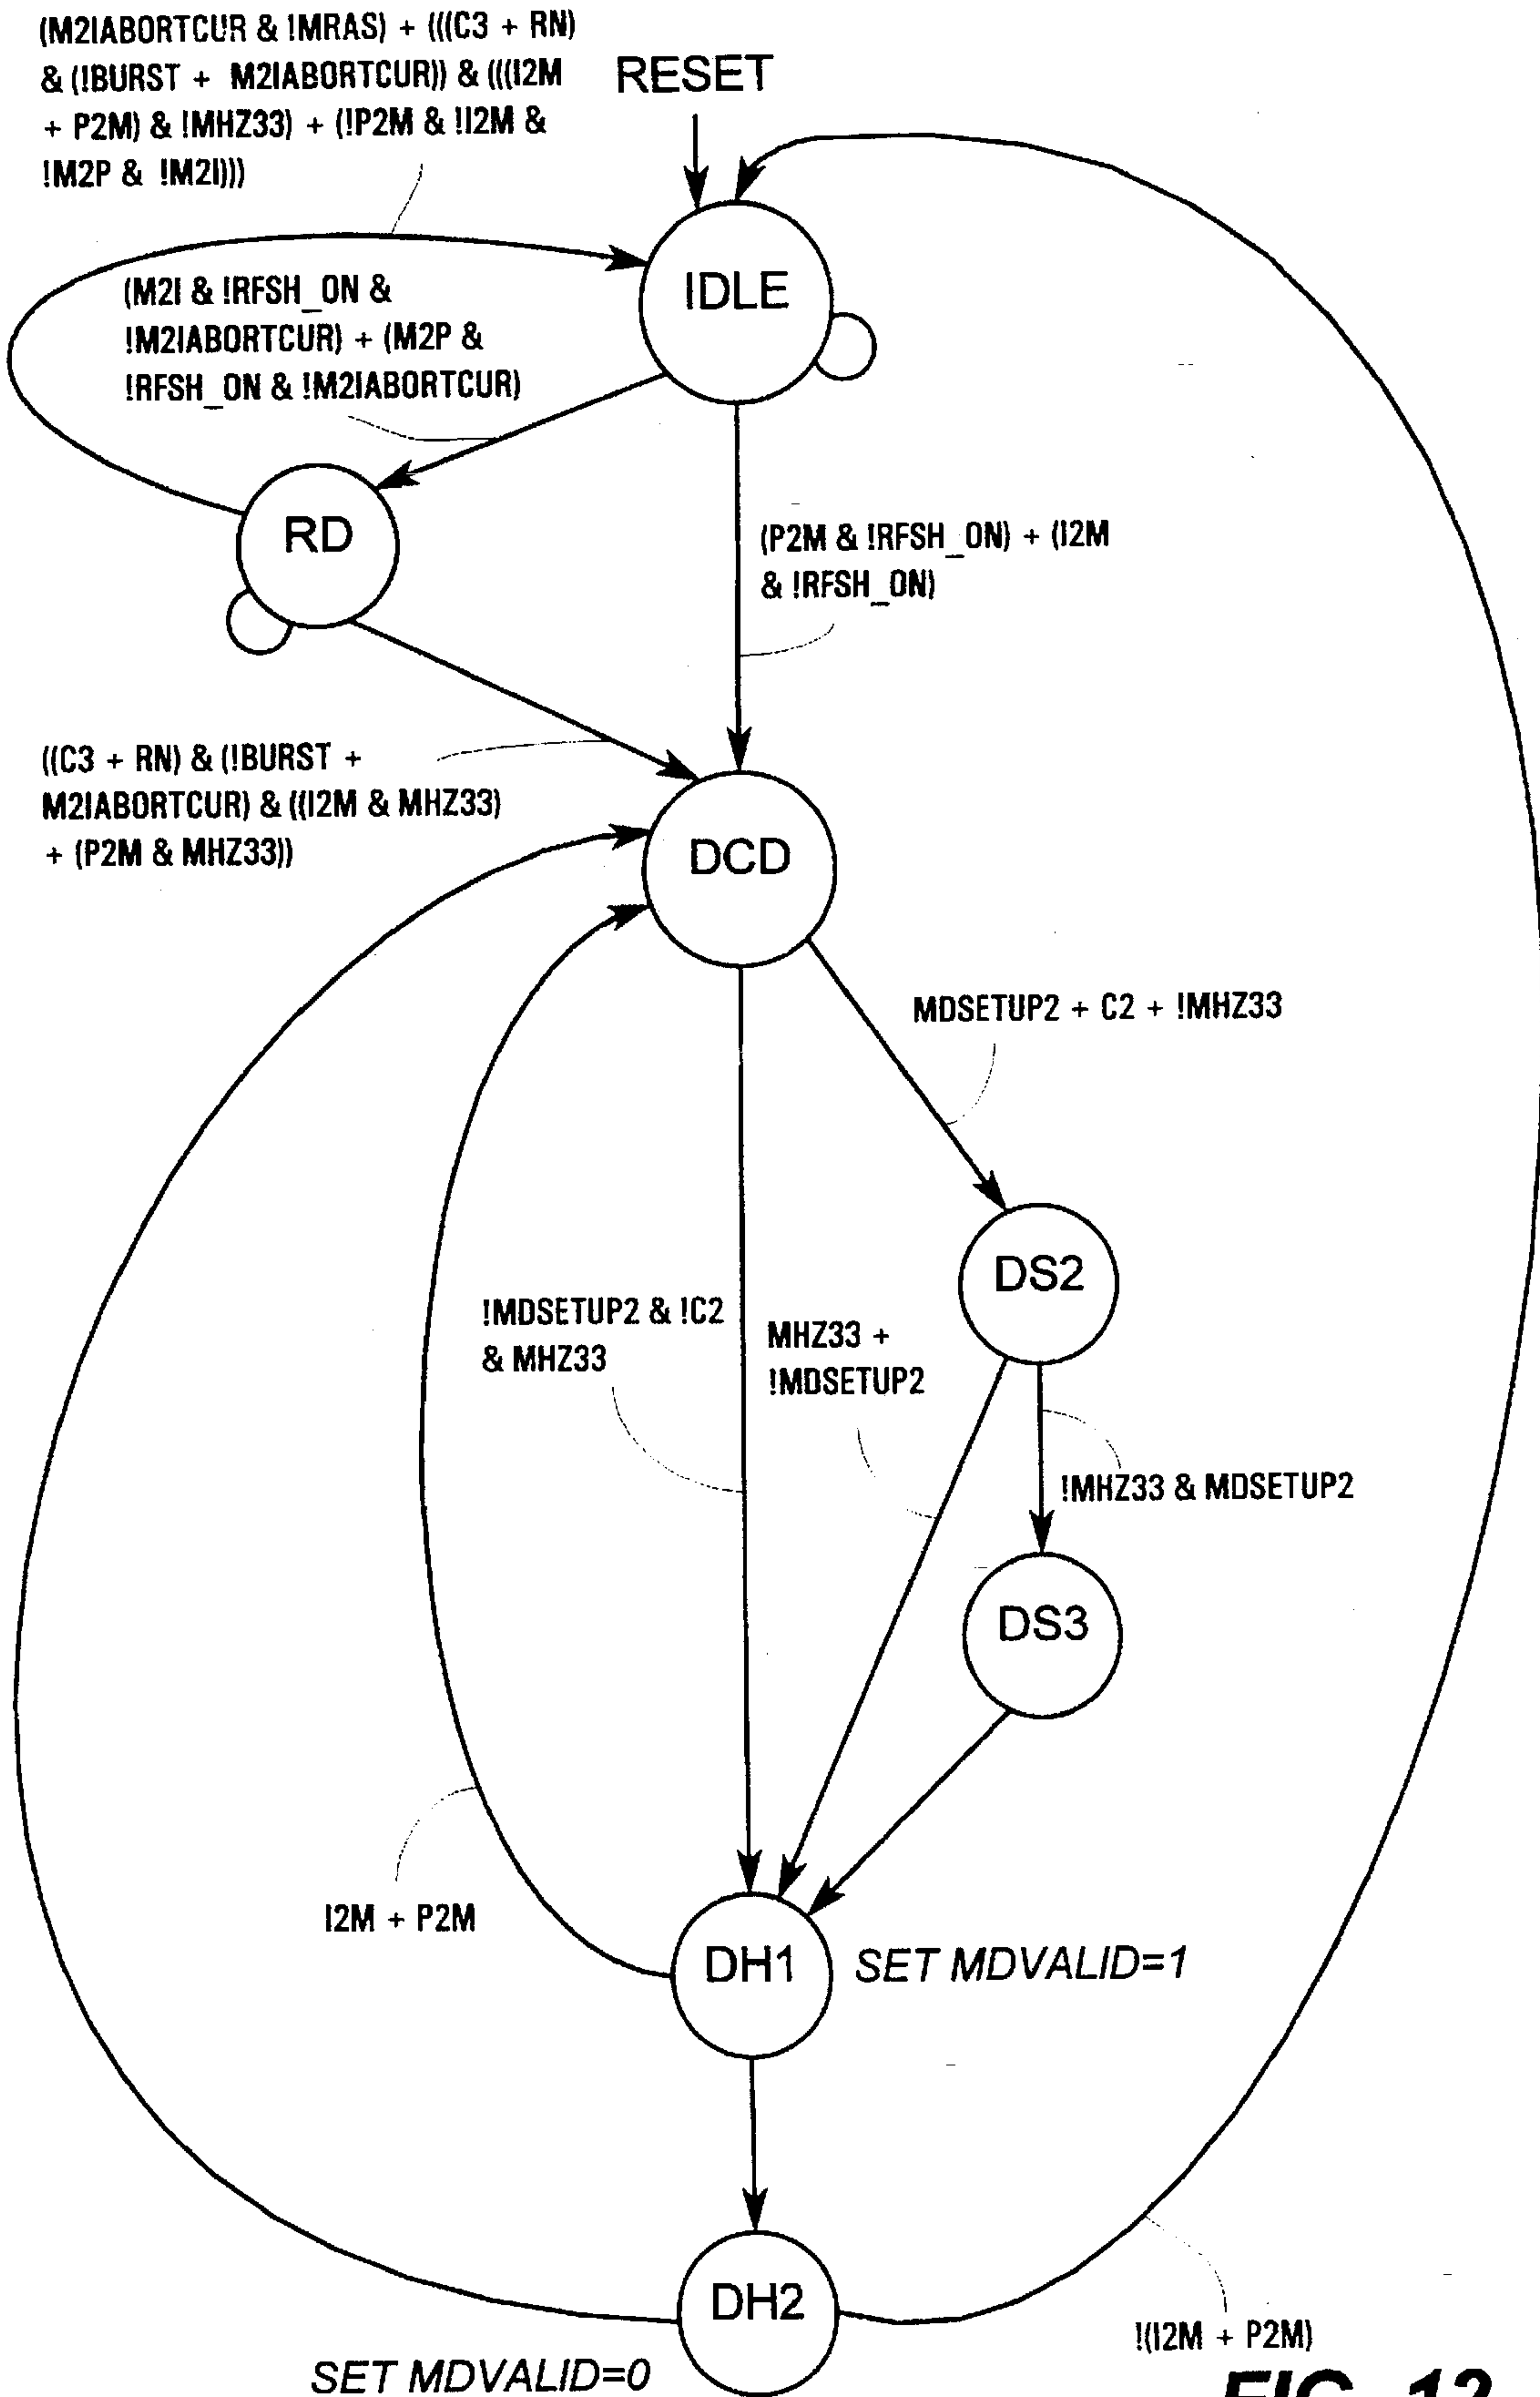 (M2IABORTCUR & !MRAS) + (((C3 + RN)
& (!BURST + M2IABORTCUR)) & (((I2M
+ P2M) & !MHZ33) + (!P2M & !I2M &
!M2P & !M2I)))
RESET
IDLE
(M2I & !RFSH_ON &
!M2IABORTCUR) + (M2P &
!RFSH_ON & !M2IABORTCUR)
RD
(P2M & !RFSH_ON) + (I2M
& !RFSH_ON)
((C3 + RN) & (!BURST +
M2IABORTCUR) & ((I2M & MHZ33)
+ (P2M & MHZ33))
DCD
MDSETUP2 + C2 + !MHZ33
DS2
!MDSETUP2 & !C2
& MHZ33
MHZ33 +
!MDSETUP2
!MHZ33 & MDSETUP2
DS3
I2M + P2M
DH1
SET MDVALID=1
DH2
SET MDVALID=0
!(I2M + P2M)
FIG. 12